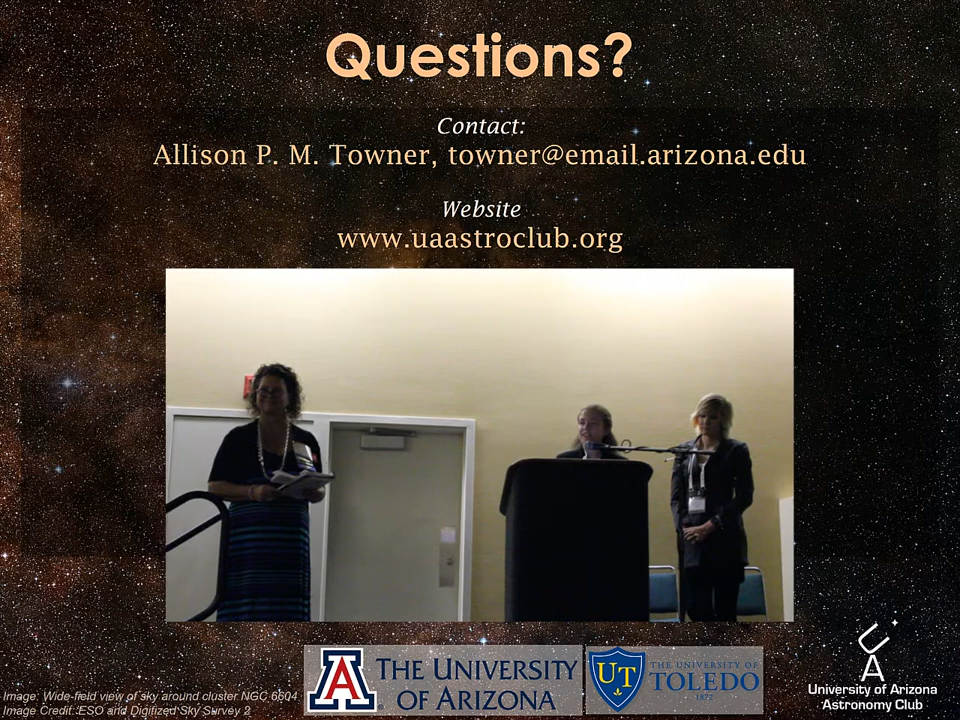 Questions?
Contact:
Allison P. M. Towner, towner@email.arizona.edu
Website
www.uaastroclub.org
Image: Wide-field view of sky around cluster NGC 6604
Image Credit: ESO and Digitized Sky Survey 2
A
THE UNIVERSITY
OF ARIZONA
UT
THE UNIVERSITY OF
TOLEDO
1872
UA
University of Arizona
Astronomy Club